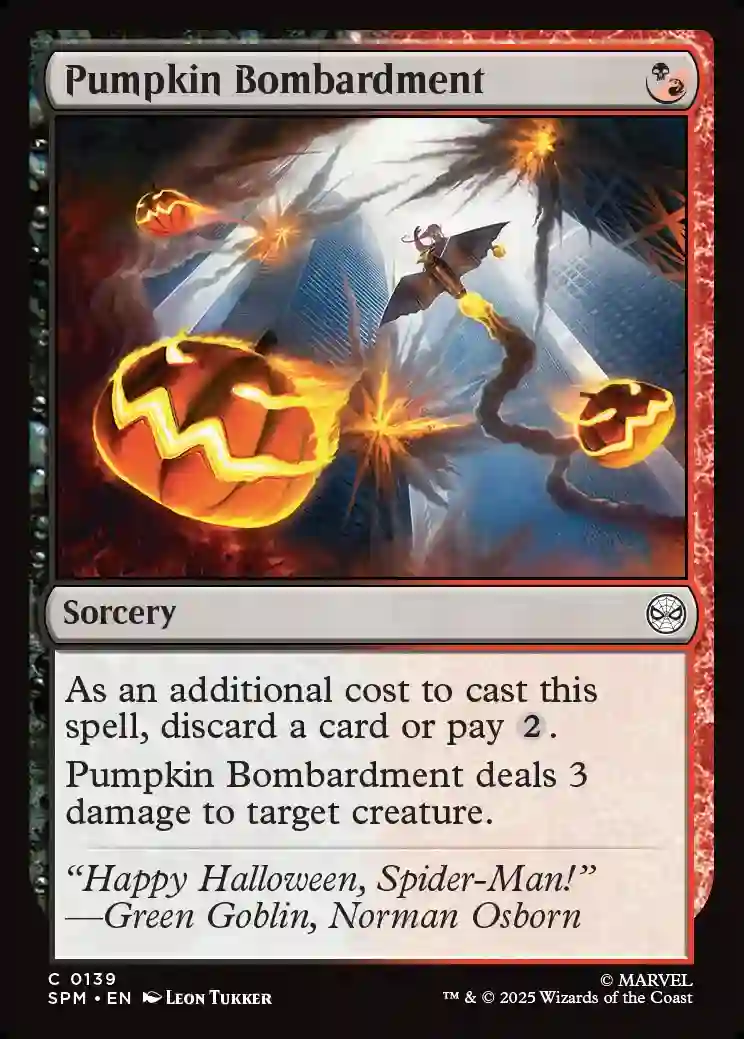 Pumpkin Bombardment
Sorcery
As an additional cost to cast this
spell, discard a card or pay 2.
Pumpkin Bombardment deals 3
damage to target creature.
“Happy Halloween, Spider-Man!”
—Green Goblin, Norman Osborn
C 0139
SPM • EN Leon Tukker
© MARVEL
™ & © 2025 Wizards of the Coast